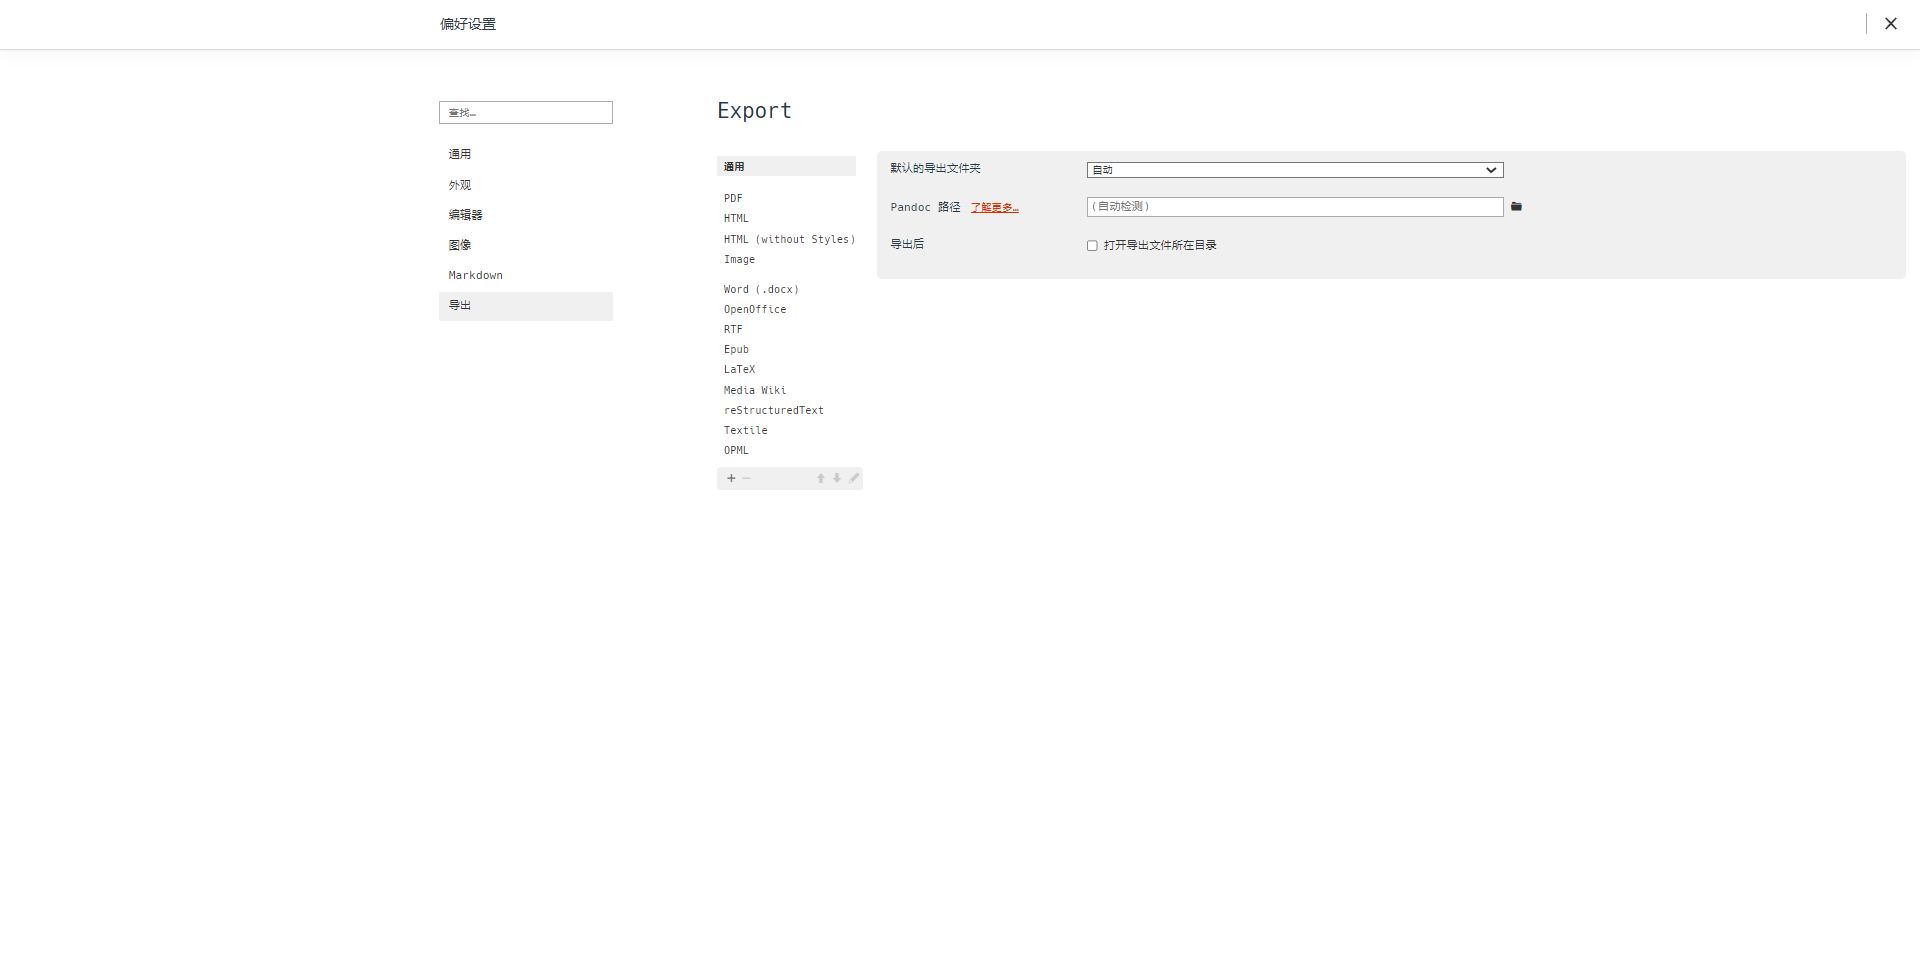 偏好设置
查找…
通用
外观
编辑器
图像
Markdown
导出
Export
通用
PDF
HTML
HTML (without Styles)
Image
Word (.docx)
OpenOffice
RTF
Epub
LaTeX
Media Wiki
reStructuredText
Textile
OPML
默认的导出文件夹
自动
Pandoc 路径 了解更多…
(自动检测)
导出后
打开导出文件所在目录